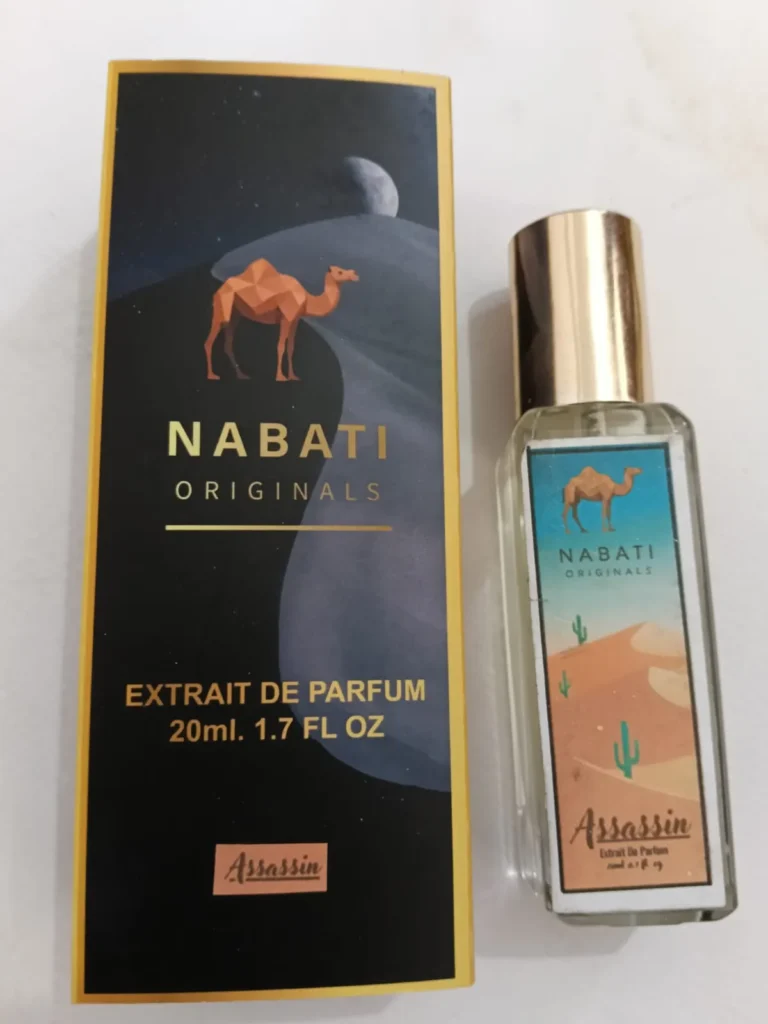 NABATI
ORIGINALS
EXTRAIT DE PARFUM
20ml. 1.7 FL OZ
Assassin
NABATI
ORIGINALS
Assassin
Extrait De Parfum